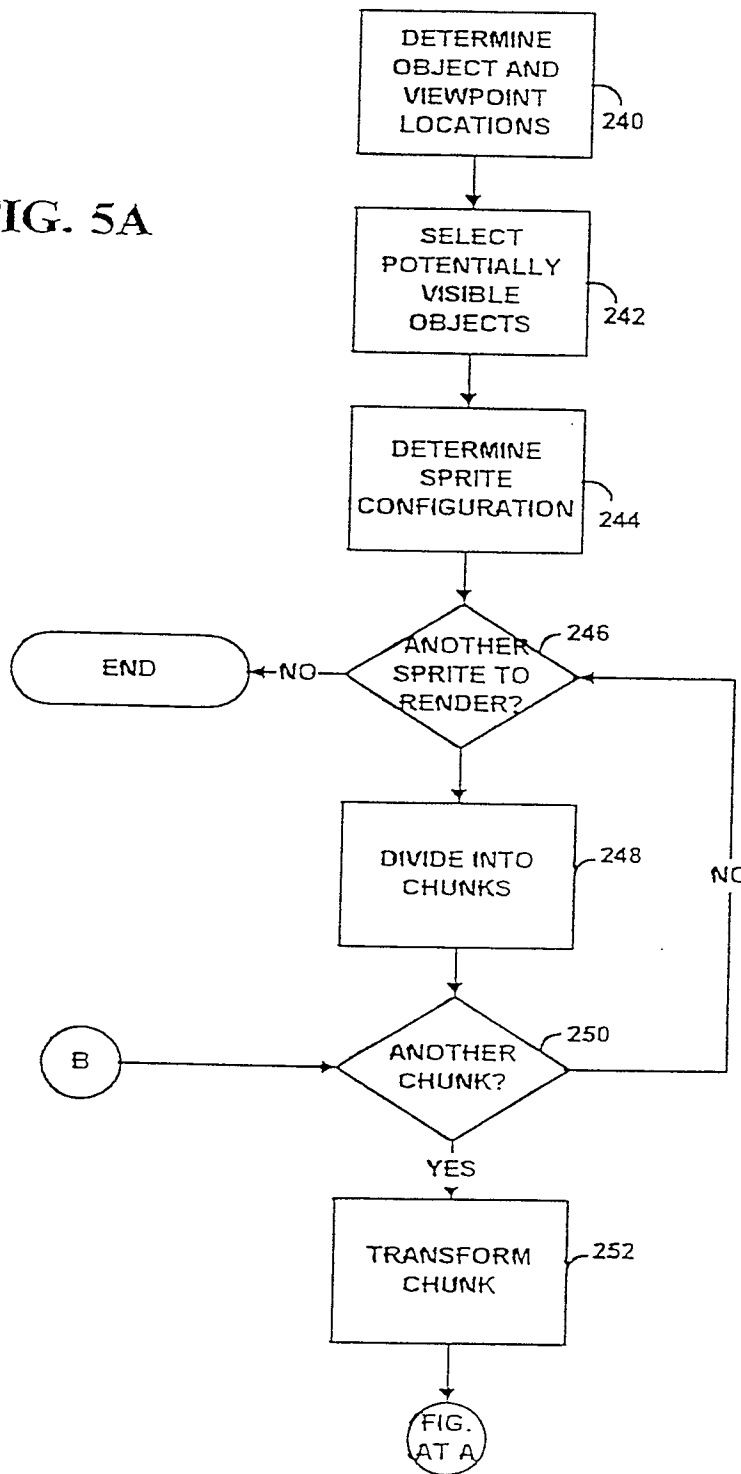 DETERMINE
OBJECT AND
VIEWPOINT
LOCATIONS
240
FIG. 5A
SELECT
POTENTIALLY
VISIBLE
OBJECTS
242
DETERMINE
SPRITE
CONFIGURATION
244
246
ANOTHER
SPRITE TO
RENDER?
NO
END
DIVIDE INTO
CHUNKS
248
NO
250
B
ANOTHER
CHUNK?
YES
TRANSFORM
CHUNK
252
FIG.
AT A